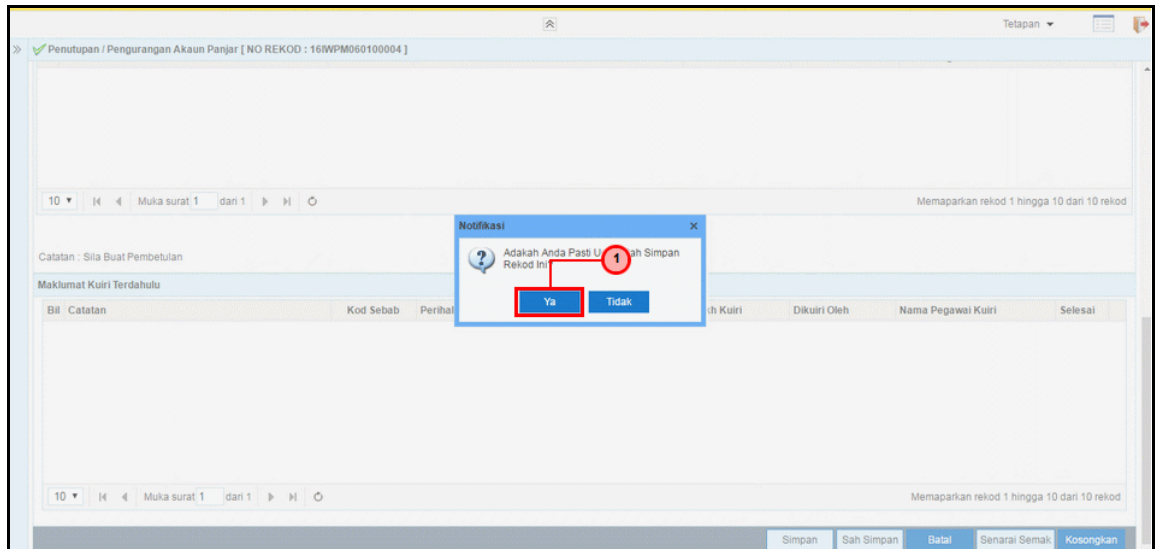 Tetapan
Penutupan / Pengurangan Akaun Panjar [ NO REKOD : 16IWPM060100004 ]
10 Muka surat 1 dari 1 Memaparkan rekod 1 hingga 10 dari 10 rekod
Notifikasi x
Adakah Anda Pasti U ah Simpan
Rekod Ini
1
Ya Tidak
Catatan : Sila Buat Pembetulan
Maklumat Kuiri Terdahulu
Bil Catatan Kod Sebab Perihal kh Kuiri Dikuiri Oleh Nama Pegawai Kuiri Selesai
10 Muka surat 1 dari 1 Memaparkan rekod 1 hingga 10 dari 10 rekod
Simpan Sah Simpan Batal Senarai Semak Kosongkan